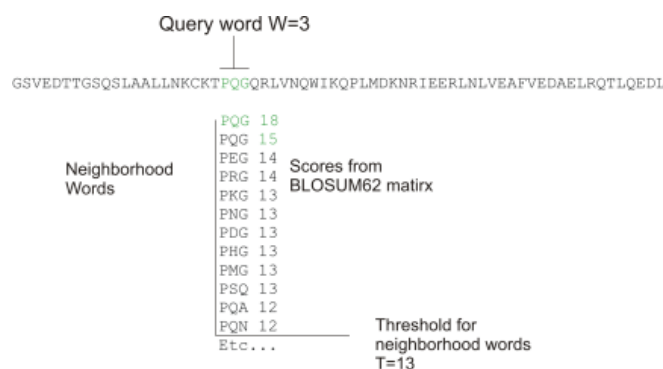 Query word W=3
GSVEDTTGSQSLAALLNKCKTPQGQRLVNQWIKQPLMDKNRIEERLNLVEAFVEDAELRQTLQEDL
PQG 18
PQG 15
PEG 14
PRG 14
PKG 13
PNG 13
PDG 13
PHG 13
PMG 13
PSQ 13
PQA 12
PQN 12
Etc...
Neighborhood
Words
Scores from
BLOSUM62 matirx
Threshold for
neighborhood words
T=13